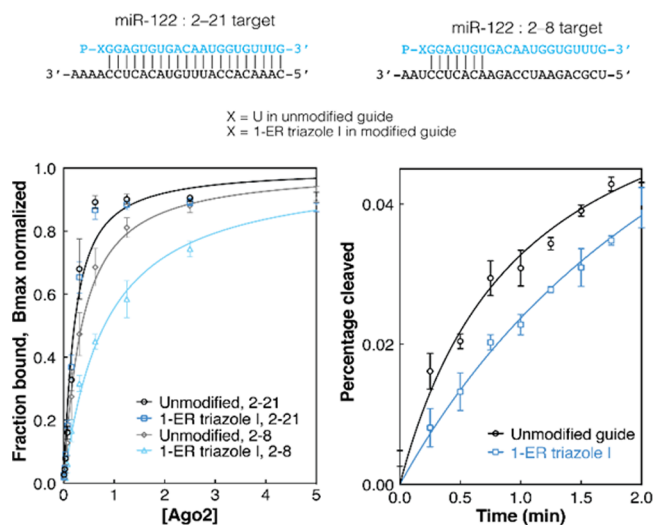 miR-122 : 2–21 target
P-XGGAGUGUGACAAUGGUGUUUG-3’
3’-AAAACCUCACAUGUUUACCACAAAC-5’
miR-122 : 2–8 target
P-XGGAGUGUGACAAUGGUGUUUG-3’
3’-AAUCCUCACAAGACCUAAGACGCU-5’
X = U in unmodified guide
X = 1-ER triazole I in modified guide
Fraction bound, Bmax normalized
1.0
0.8
0.6
0.4
0.2
0.0
0
1
2
3
4
5
[Ago2]
Unmodified, 2-21
1-ER triazole I, 2-21
Unmodified, 2-8
1-ER triazole I, 2-8
Percentage cleaved
0.04
0.02
0.00
0.0
0.5
1.0
1.5
2.0
Time (min)
Unmodified guide
1-ER triazole I